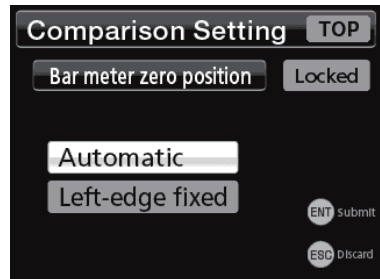 Comparison Setting TOP
Bar meter zero position Locked
Automatic
Left-edge fixed
ENT Submit
ESC Discard